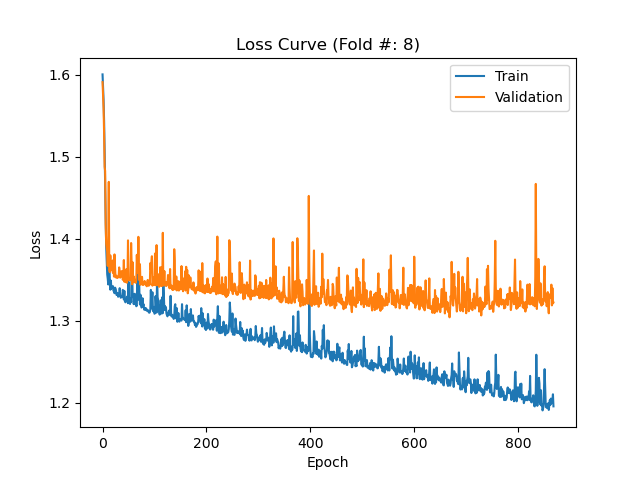 Loss Curve (Fold #: 8)
Train
Validation
Loss
1.6
1.5
1.4
1.3
1.2
0 200 400 600 800
Epoch